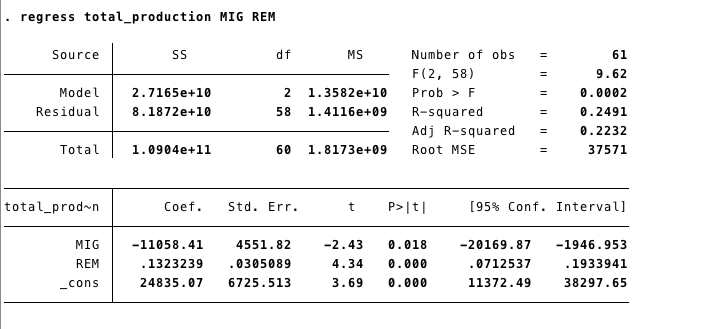 . regress total_production MIG REM
Source SS df MS Number of obs = 61
F(2, 58) = 9.62
Model 2.7165e+10 2 1.3582e+10 Prob > F = 0.0002
Residual 8.1872e+10 58 1.4116e+09 R-squared = 0.2491
Adj R-squared = 0.2232
Total 1.0904e+11 60 1.8173e+09 Root MSE = 37571
total_prod~n Coef. Std. Err. t P>|t| [95% Conf. Interval]
MIG -11058.41 4551.82 -2.43 0.018 -20169.87 -1946.953
REM .1323239 .0305089 4.34 0.000 .0712537 .1933941
_cons 24835.07 6725.513 3.69 0.000 11372.49 38297.65